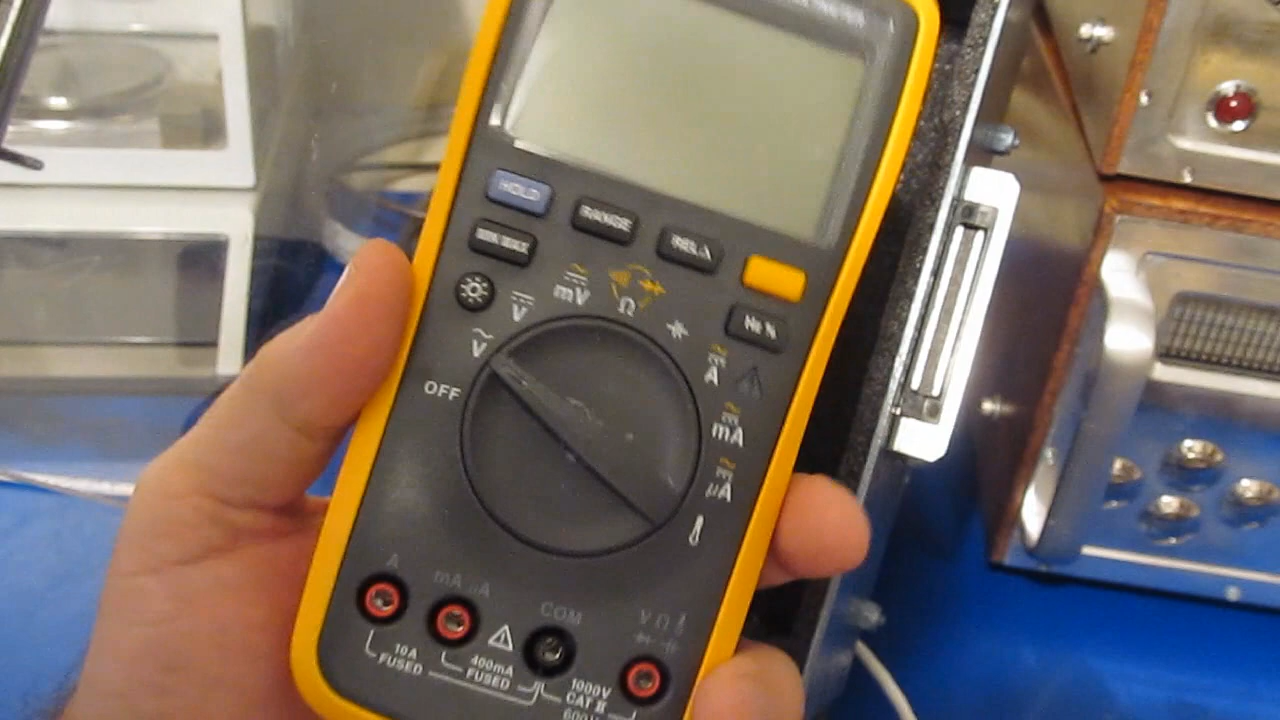 HOLD
RANGE
REL Δ
MIN MAX
Hz %
mV
Ω
V
V
A
OFF
mA
µA
A
mA µA
COM
V Ω
10A
FUSED
400mA
FUSED
1000V
CAT II
600V